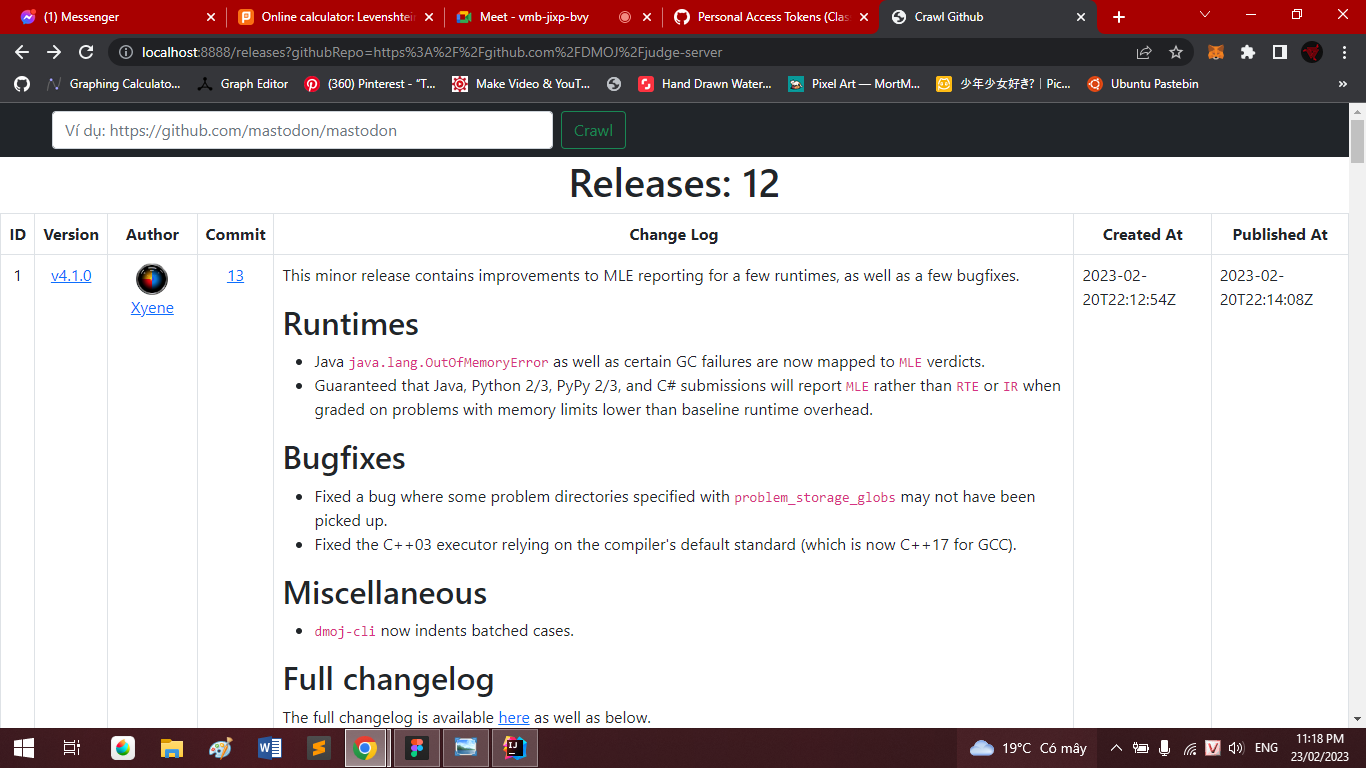 (1) Messenger
Online calculator: Levenshtein
Meet - vmb-jixp-bvy
Personal Access Tokens (Clas
Crawl Github
localhost:8888/releases?githubRepo=https%3A%2F%2Fgithub.com%2FDMOJ%2Fjudge-server
Graphing Calculato...
Graph Editor
(360) Pinterest - "T...
Make Video & YouT...
Hand Drawn Water...
Pixel Art — MortM...
少年少女好き? | Pic...
Ubuntu Pastebin
»
Ví dụ: https://github.com/mastodon/mastodon
Crawl
Releases: 12
ID Version Author Commit Change Log Created At Published At
1 v4.1.0 Xyene 13
This minor release contains improvements to MLE reporting for a few runtimes, as well as a few bugfixes.
2023-02-
20T22:12:54Z
2023-02-
20T22:14:08Z
Runtimes
• Java java.lang.OutOfMemoryError as well as certain GC failures are now mapped to MLE verdicts.
• Guaranteed that Java, Python 2/3, PyPy 2/3, and C# submissions will report MLE rather than RTE or IR when
graded on problems with memory limits lower than baseline runtime overhead.
Bugfixes
• Fixed a bug where some problem directories specified with problem_storage_globs may not have been
picked up.
• Fixed the C++03 executor relying on the compiler's default standard (which is now C++17 for GCC).
Miscellaneous
• dmoj-cli now indents batched cases.
Full changelog
The full changelog is available here as well as below.
19°C Có mây
ENG
11:18 PM
23/02/2023